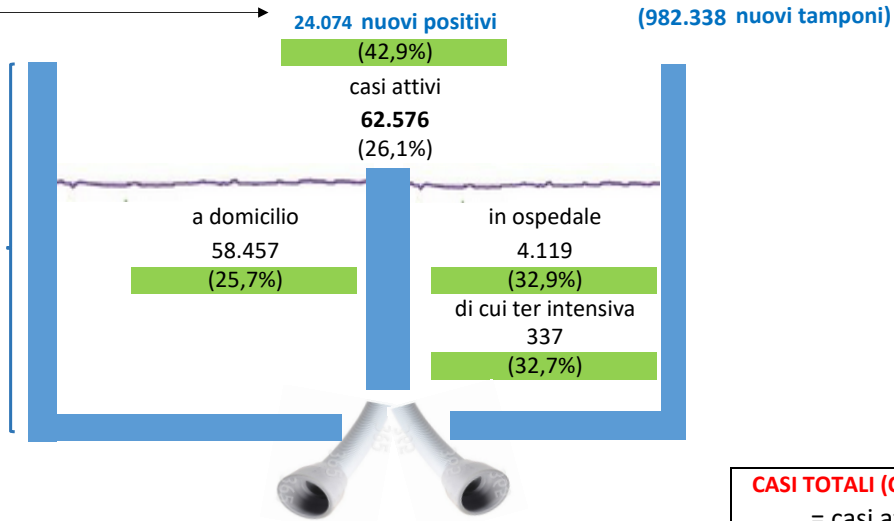 24.074 nuovi positivi
(982.338 nuovi tamponi)
(42,9%)
casi attivi
62.576
(26,1%)
a domicilio
58.457
(25,7%)
in ospedale
4.119
(32,9%)
di cui ter intensiva
337
(32,7%)
CASI TOTALI (
= casi a